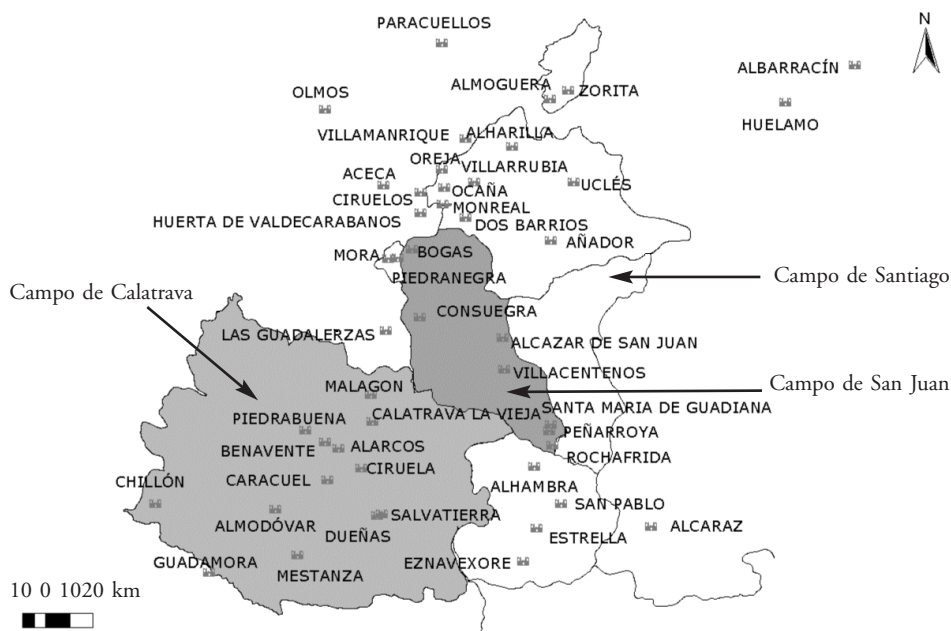 PARACUELLOS
N
ALBARRACÍN
ALMOGUERA
ZORITA
OLMOS
HUELAMO
VILLAMANRIQUE
ALHARILLA
OREJA
VILLARRUBIA
ACECA
OCAÑA
UCLÉS
CIRUELOS
MONREAL
HUERTA DE VALDECARABANOS
DOS BARRIOS
AÑADOR
MORA
BOGAS
PIEDRANEGRA
Campo de Santiago
Campo de Calatrava
CONSUEGRA
LAS GUADALERZAS
ALCAZAR DE SAN JUAN
VILLACENTENOS
MALAGON
Campo de San Juan
PIEDRABUENA
CALATRAVA LA VIEJA
SANTA MARIA DE GUADIANA
PEÑARROYA
BENAVENTE
ALARCOS
ROCHAFRIDA
CIRUELA
CHILLÓN
CARACUEL
ALHAMBRA
SAN PABLO
ALMODÓVAR
SALVATIERRA
ALCARAZ
DUEÑAS
ESTRELLA
GUADAMORA
MESTANZA
EZNAVEXORE
10 0 1020 km